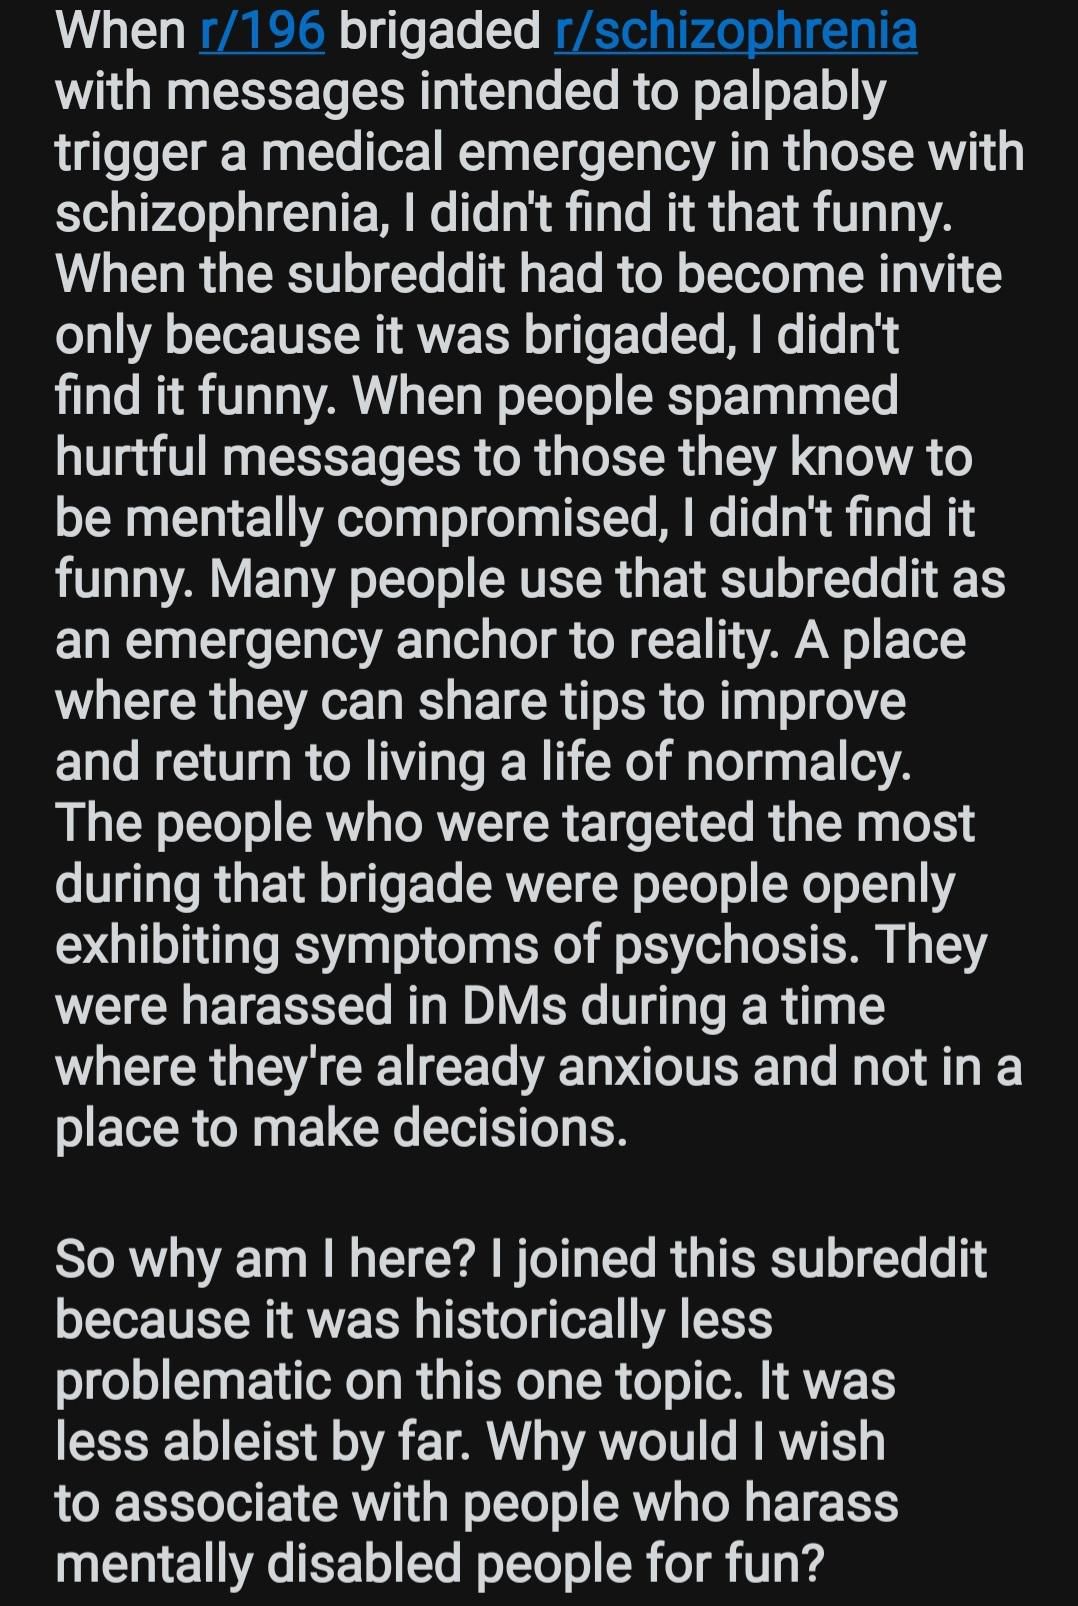 When r/196 brigaded r/schizophrenia
with messages intended to palpably
trigger a medical emergency in those with
schizophrenia, I didn't find it that funny.
When the subreddit had to become invite
only because it was brigaded, I didn't
find it funny. When people spammed
hurtful messages to those they know to
be mentally compromised, I didn't find it
funny. Many people use that subreddit as
an emergency anchor to reality. A place
where they can share tips to improve
and return to living a life of normalcy.
The people who were targeted the most
during that brigade were people openly
exhibiting symptoms of psychosis. They
were harassed in DMs during a time
where they're already anxious and not in a
place to make decisions.
So why am I here? I joined this subreddit
because it was historically less
problematic on this one topic. It was
less ableist by far. Why would I wish
to associate with people who harass
mentally disabled people for fun?